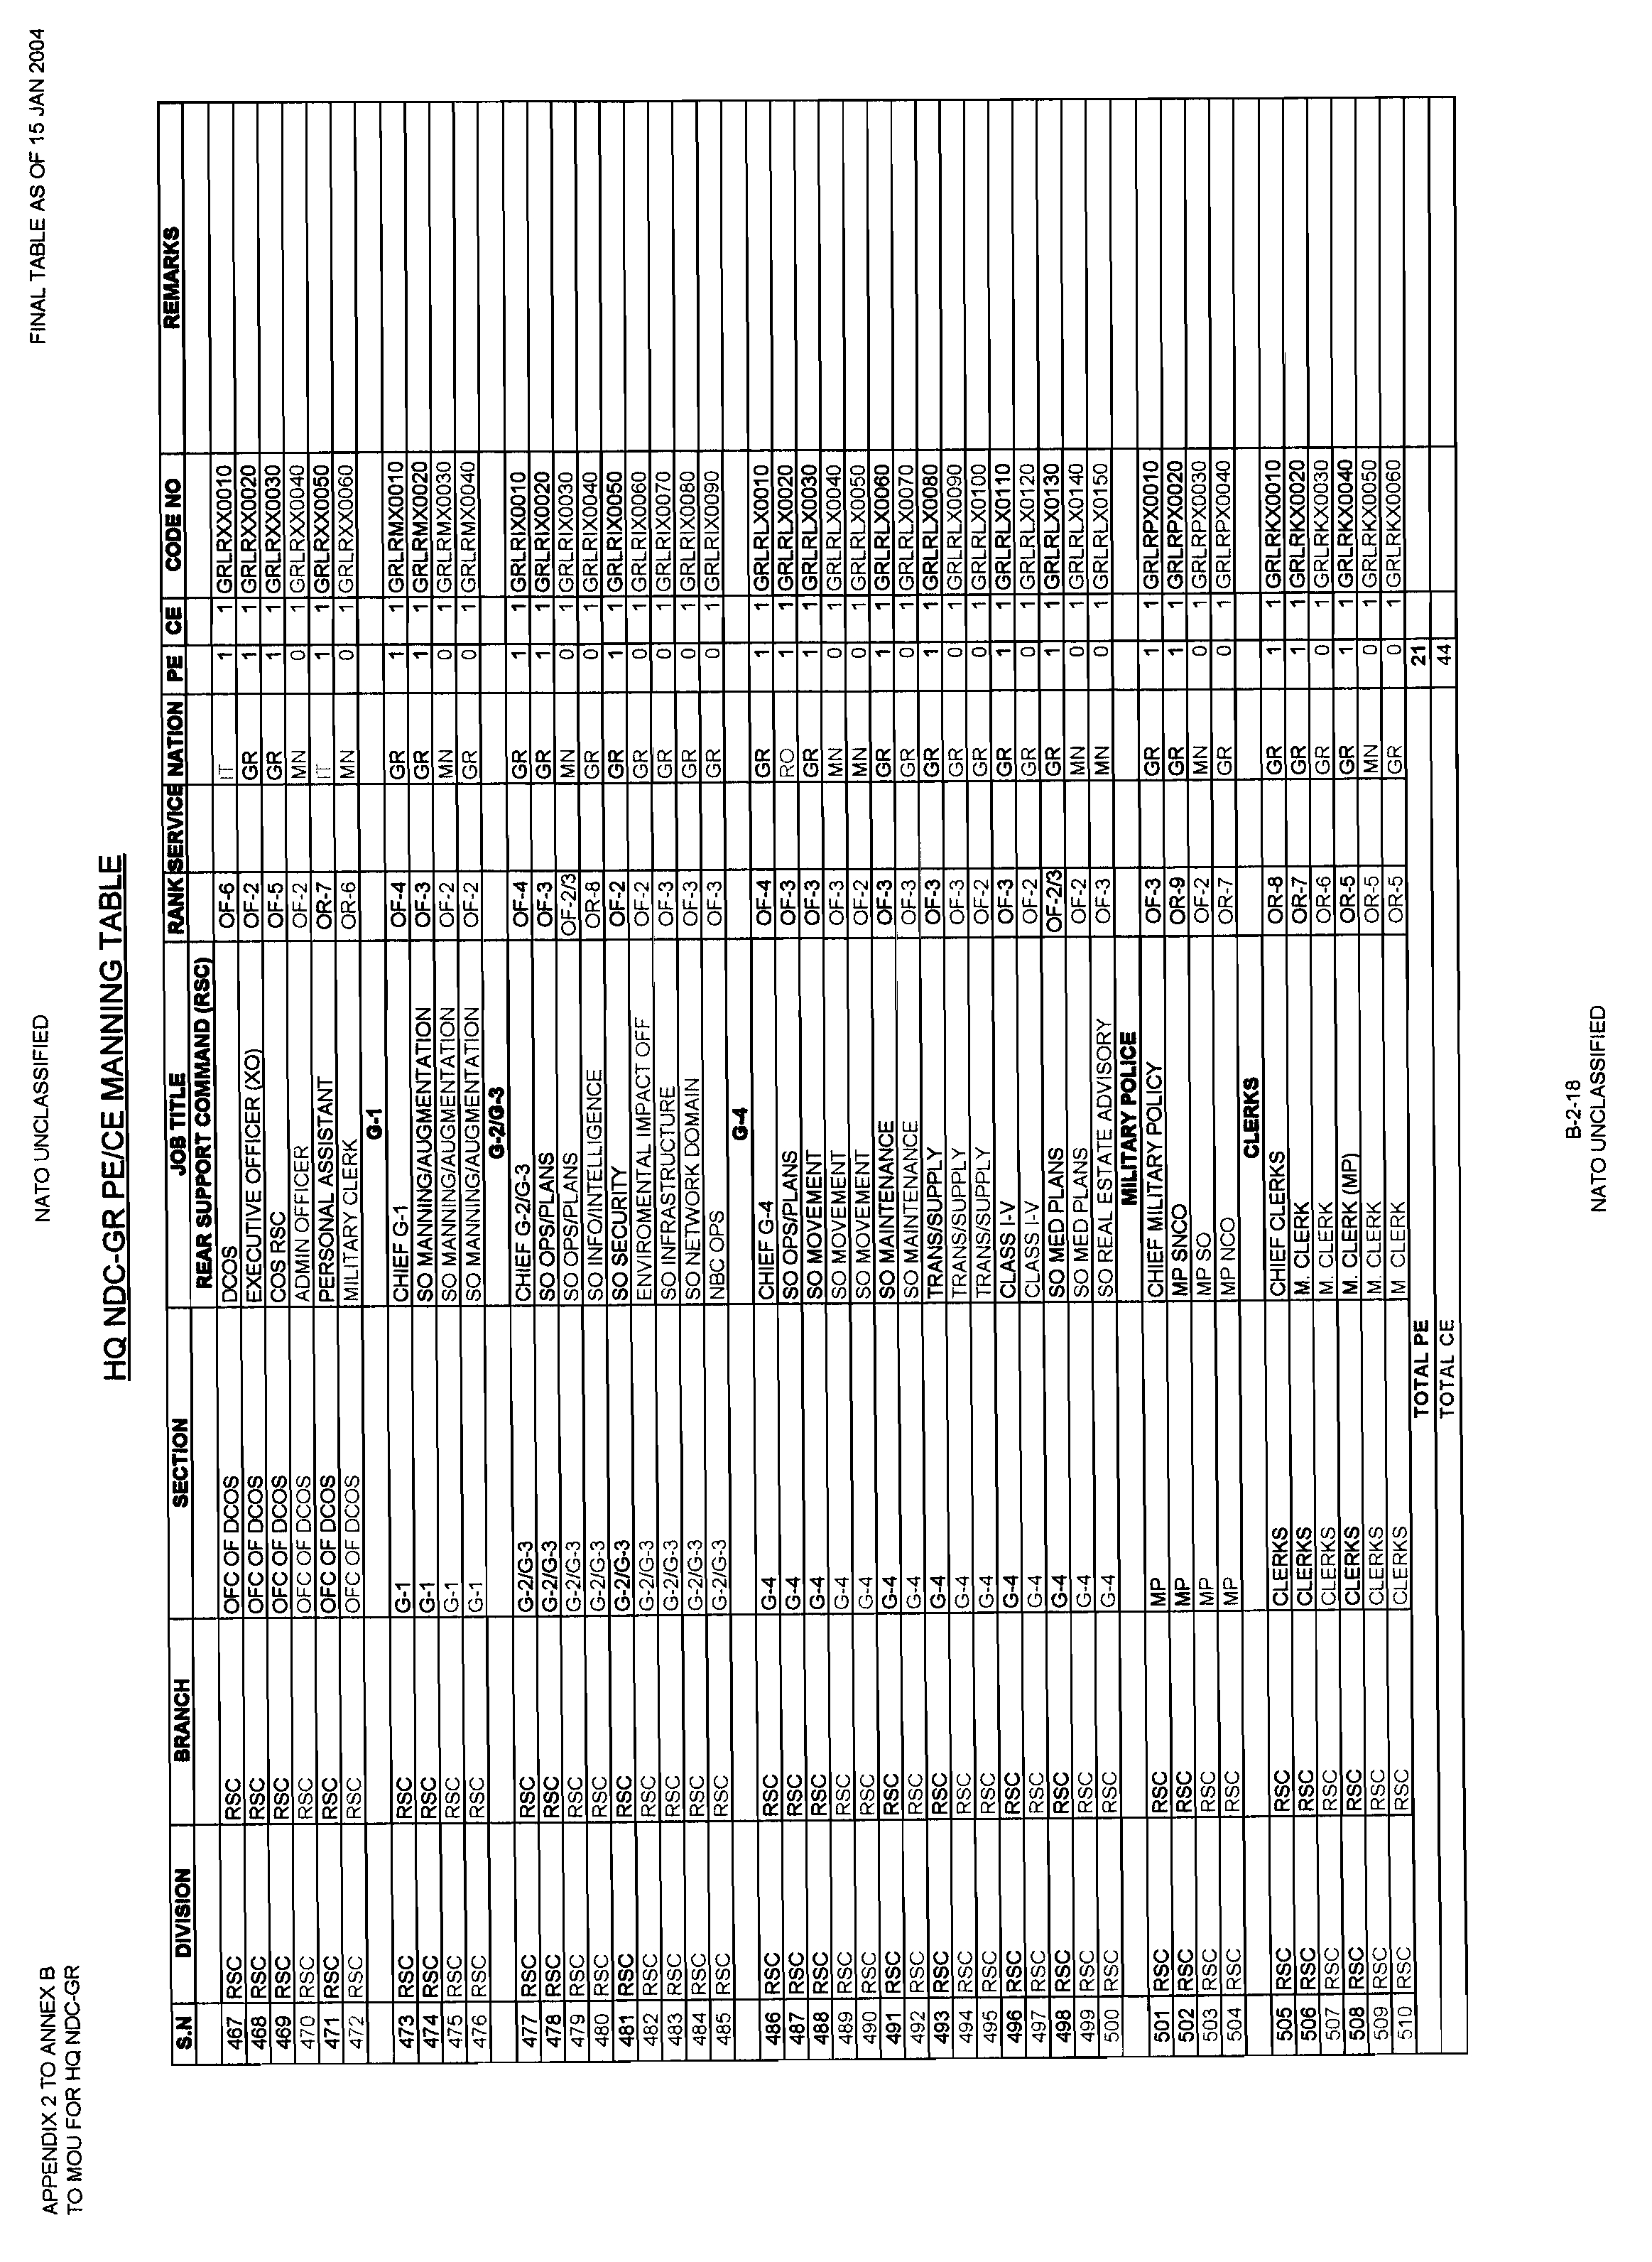 APPENDIX 2 TO ANNEX B
TO MOU FOR HQ NDC-GR
NATO UNCLASSIFIED
FINAL TABLE AS OF 15 JAN 2004
HQ NDC-GR PE/CE MANNING TABLE
S.N DIVISION BRANCH SECTION JOB TITLE RANK SERVICE NATION PE CE CODE NO REMARKS
REAR SUPPORT COMMAND (RSC)
467 RSC RSC OFC OF DCOS DCOS OF-6 IT 1 1 GRLRXX0010
468 RSC RSC OFC OF DCOS EXECUTIVE OFFICER (XO) OF-2 GR 1 1 GRLRXX0020
469 RSC RSC OFC OF DCOS COS RSC OF-5 GR 1 1 GRLRXX0030
470 RSC RSC OFC OF DCOS ADMIN OFFICER OF-2 MN 0 1 GRLRXX0040
471 RSC RSC OFC OF DCOS PERSONAL ASSISTANT OR-7 IT 1 1 GRLRXX0050
472 RSC RSC OFC OF DCOS MILITARY CLERK OR-6 MN 0 1 GRLRXX0060
G-1
473 RSC RSC G-1 CHIEF G-1 OF-4 GR 1 1 GRLRMX0010
474 RSC RSC G-1 SO MANNING/AUGMENTATION OF-3 GR 1 1 GRLRMX0020
475 RSC RSC G-1 SO MANNING/AUGMENTATION OF-2 MN 0 1 GRLRMX0030
476 RSC RSC G-1 SO MANNING/AUGMENTATION OF-2 GR 0 1 GRLRMX0040
G-2/G-3
477 RSC RSC G-2/G-3 CHIEF G-2/G-3 OF-4 GR 1 1 GRLRIX0010
478 RSC RSC G-2/G-3 SO OPS/PLANS OF-3 GR 1 1 GRLRIX0020
479 RSC RSC G-2/G-3 SO OPS/PLANS OF-2/3 MN 0 1 GRLRIX0030
480 RSC RSC G-2/G-3 SO INFO/INTELLIGENCE OR-8 GR 0 1 GRLRIX0040
481 RSC RSC G-2/G-3 SO SECURITY OF-2 GR 1 1 GRLRIX0050
482 RSC RSC G-2/G-3 ENVIROMENTAL IMPACT OFF OF-2 GR 0 1 GRLRIX0060
483 RSC RSC G-2/G-3 SO INFRASTRUCTURE OF-3 GR 0 1 GRLRIX0070
484 RSC RSC G-2/G-3 SO NETWORK DOMAIN OF-3 GR 0 1 GRLRIX0080
485 RSC RSC G-2/G-3 NBC OPS OF-3 GR 0 1 GRLRIX0090
G-4
486 RSC RSC G-4 CHIEF G-4 OF-4 GR 1 1 GRLRLX0010
487 RSC RSC G-4 SO OPS/PLANS OF-3 RO 1 1 GRLRLX0020
488 RSC RSC G-4 SO MOVEMENT OF-3 GR 1 1 GRLRLX0030
489 RSC RSC G-4 SO MOVEMENT OF-3 MN 0 1 GRLRLX0040
490 RSC RSC G-4 SO MOVEMENT OF-2 MN 0 1 GRLRLX0050
491 RSC RSC G-4 SO MAINTENANCE OF-3 GR 1 1 GRLRLX0060
492 RSC RSC G-4 SO MAINTENANCE OF-3 GR 0 1 GRLRLX0070
493 RSC RSC G-4 TRANS/SUPPLY OF-3 GR 1 1 GRLRLX0080
494 RSC RSC G-4 TRANS/SUPPLY OF-3 GR 0 1 GRLRLX0090
495 RSC RSC G-4 TRANS/SUPPLY OF-2 GR 0 1 GRLRLX0100
496 RSC RSC G-4 CLASS I-V OF-3 GR 1 1 GRLRLX0110
497 RSC RSC G-4 CLASS I-V OF-2 GR 0 1 GRLRLX0120
498 RSC RSC G-4 SO MED PLANS OF-2/3 GR 1 1 GRLRLX0130
499 RSC RSC G-4 SO MED PLANS OF-2 MN 0 1 GRLRLX0140
500 RSC RSC G-4 SO REAL ESTATE ADVISORY OF-3 MN 0 1 GRLRLX0150
MILITARY POLICE
501 RSC RSC MP CHIEF MILITARY POLICY OF-3 GR 1 1 GRLRPX0010
502 RSC RSC MP MP SNCO OR-9 GR 1 1 GRLRPX0020
503 RSC RSC MP MP SO OF-2 MN 0 1 GRLRPX0030
504 RSC RSC MP MP NCO OR-7 GR 0 1 GRLRPX0040
CLERKS
505 RSC RSC CLERKS CHIEF CLERKS OR-8 GR 1 1 GRLRKX0010
506 RSC RSC CLERKS M. CLERK OR-7 GR 1 1 GRLRKX0020
507 RSC RSC CLERKS M. CLERK OR-6 GR 0 1 GRLRKX0030
508 RSC RSC CLERKS M. CLERK (MP) OR-5 GR 1 1 GRLRKX0040
509 RSC RSC CLERKS M. CLERK OR-5 MN 0 1 GRLRKX0050
510 RSC RSC CLERKS M CLERK OR-5 GR 0 1 GRLRKX0060
TOTAL PE 21
TOTAL CE 44
B-2-18
NATO UNCLASSIFIED